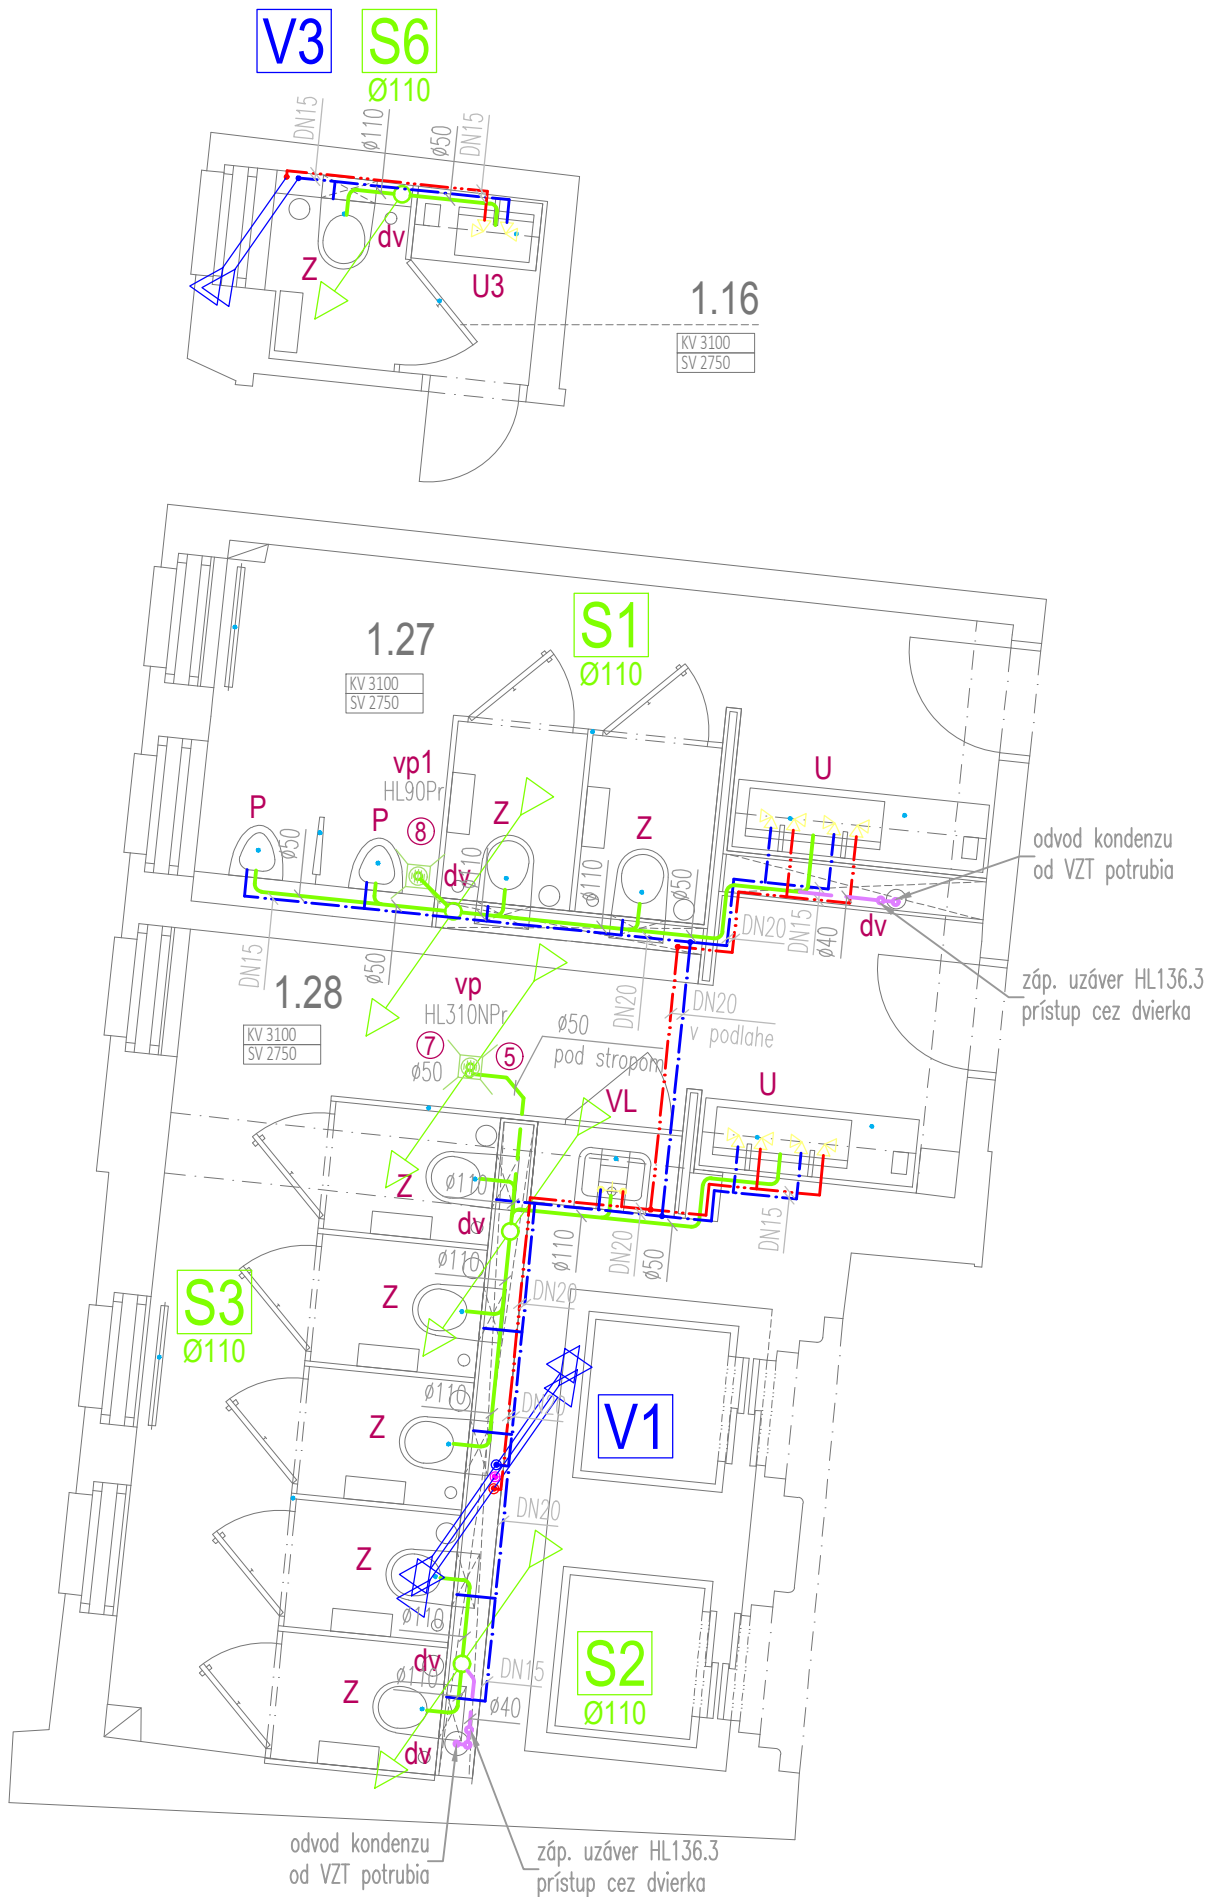 V3
S6
Ø110
DN15
ø110
ø50
DN15
dv
Z
U3
1.16
KV 3100
SV 2750
S1
Ø110
1.27
KV 3100
SV 2750
vp1
HL90Pr
U
P
P
8
Z
Z
ø50
ø110
dv
ø110
ø50
odvod kondenzu
od VZT potrubia
DN15
ø50
DN20
DN20
DN15
ø40
dv
1.28
KV 3100
SV 2750
vp
HL310NPr
7
5
ø50
ø50
pod stropom
DN20
v podlahe
záp. uzáver HL136.3
prístup cez dvierka
VL
U
Z
ø110
dv
ø110
ø110
DN20
ø50
DN15
S3
Ø110
Z
DN20
ø110
Z
DN20
V1
DN20
Z
ø110
S2
Ø110
dv
ø110
DN15
Z
ø40
dv
odvod kondenzu
od VZT potrubia
záp. uzáver HL136.3
prístup cez dvierka